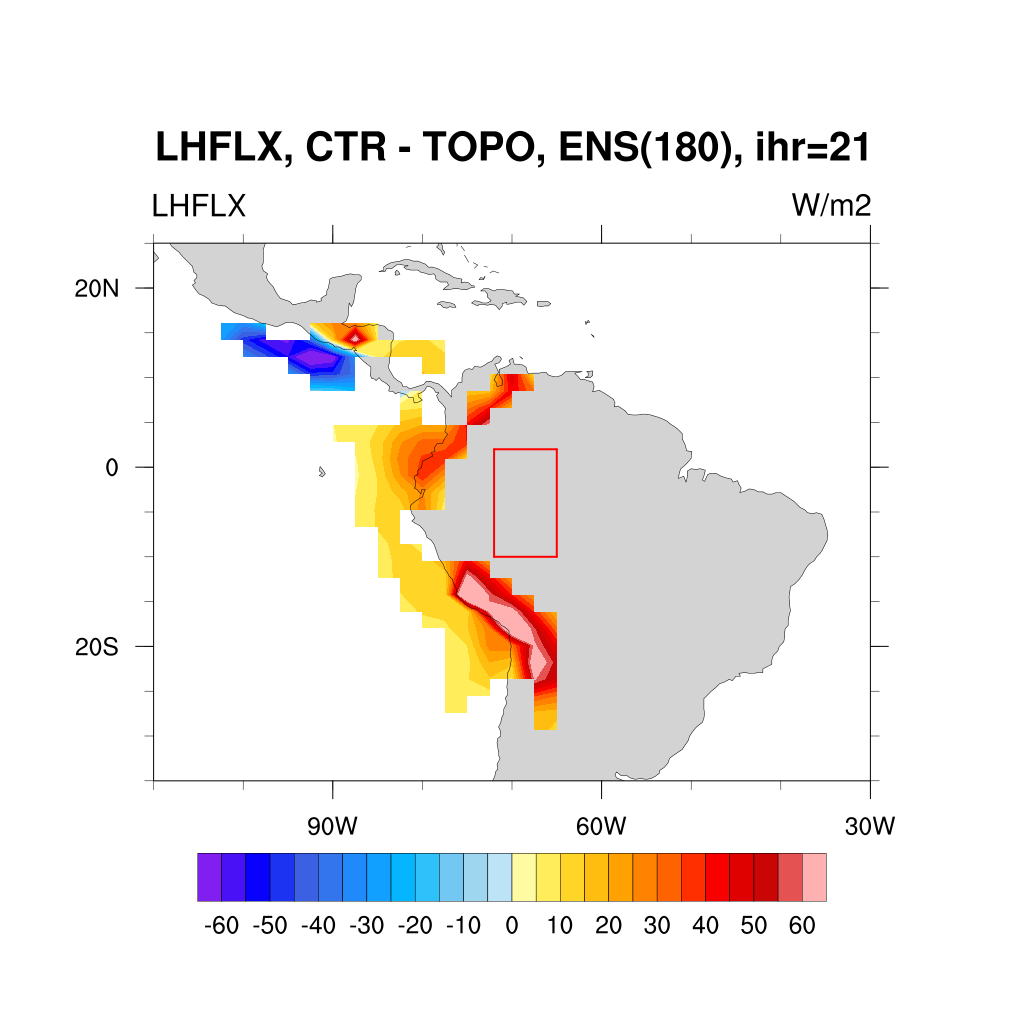 LHFLX, CTR - TOPO, ENS(180), ihr=21
LHFLX W/m2
20N
0
20S
90W 60W 30W
-60 -50 -40 -30 -20 -10 0 10 20 30 40 50 60